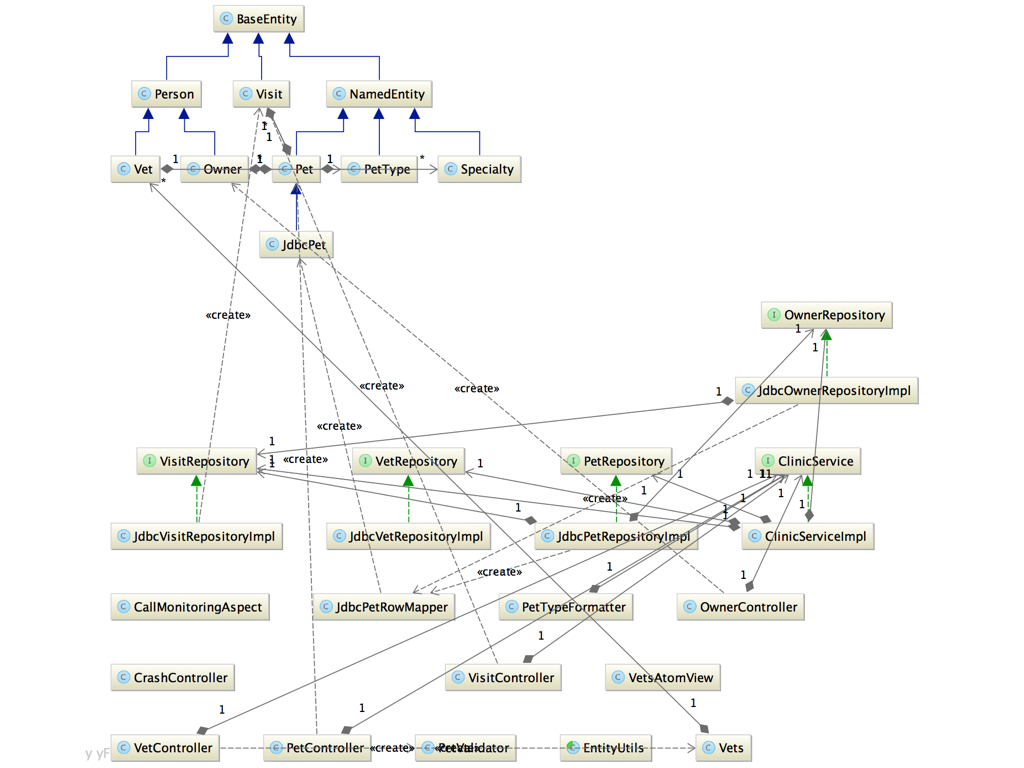 C BaseEntity
C Person C Visit C NamedEntity
1* 1
C Vet 1 C Owner 1 C Pet 1 C PetType * C Specialty
*
C JdbcPet
«create» I OwnerRepository
1
1
«create» «create» 1 C JdbcOwnerRepositoryImpl
«create»
1 1
I VisitRepository 1 «create» I VetRepository 1 I PetRepository 1 1 11 I ClinicService
1 «create» 1 1
1 1 1
C JdbcVisitRepositoryImpl C JdbcVetRepositoryImpl C JdbcPetRepositoryImpl C ClinicServiceImpl
«create» 1 1
C CallMonitoringAspect C JdbcPetRowMapper C PetTypeFormatter C OwnerController
1
C CrashController C VisitController C VetsAtomView
1 1 1
y yF C VetController C PetController «create» C PetValidator C EntityUtils C Vets